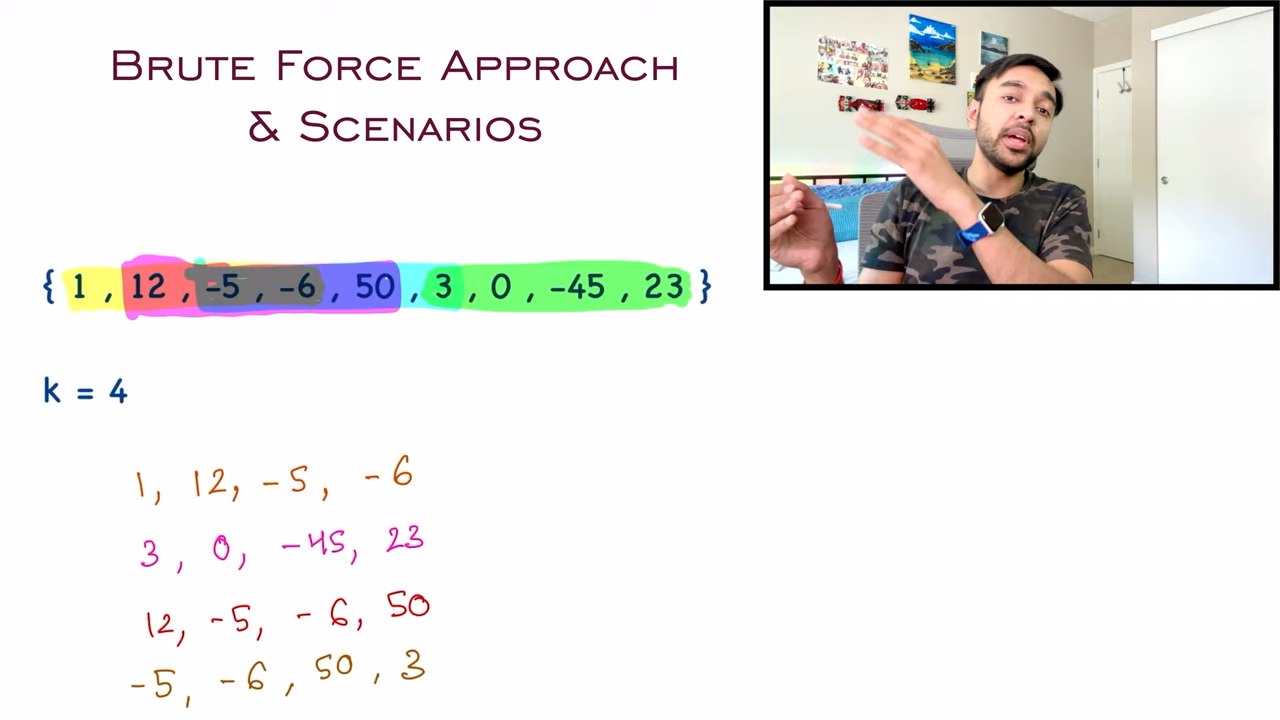 BRUTE FORCE APPROACH
& SCENARIOS
{ 1 , 12 , -5 , -6 , 50 , 3 , 0 , -45 , 23 }
k = 4
1, 12, -5, -6
3, 0, -45, 23
12, -5, -6, 50
-5, -6, 50, 3